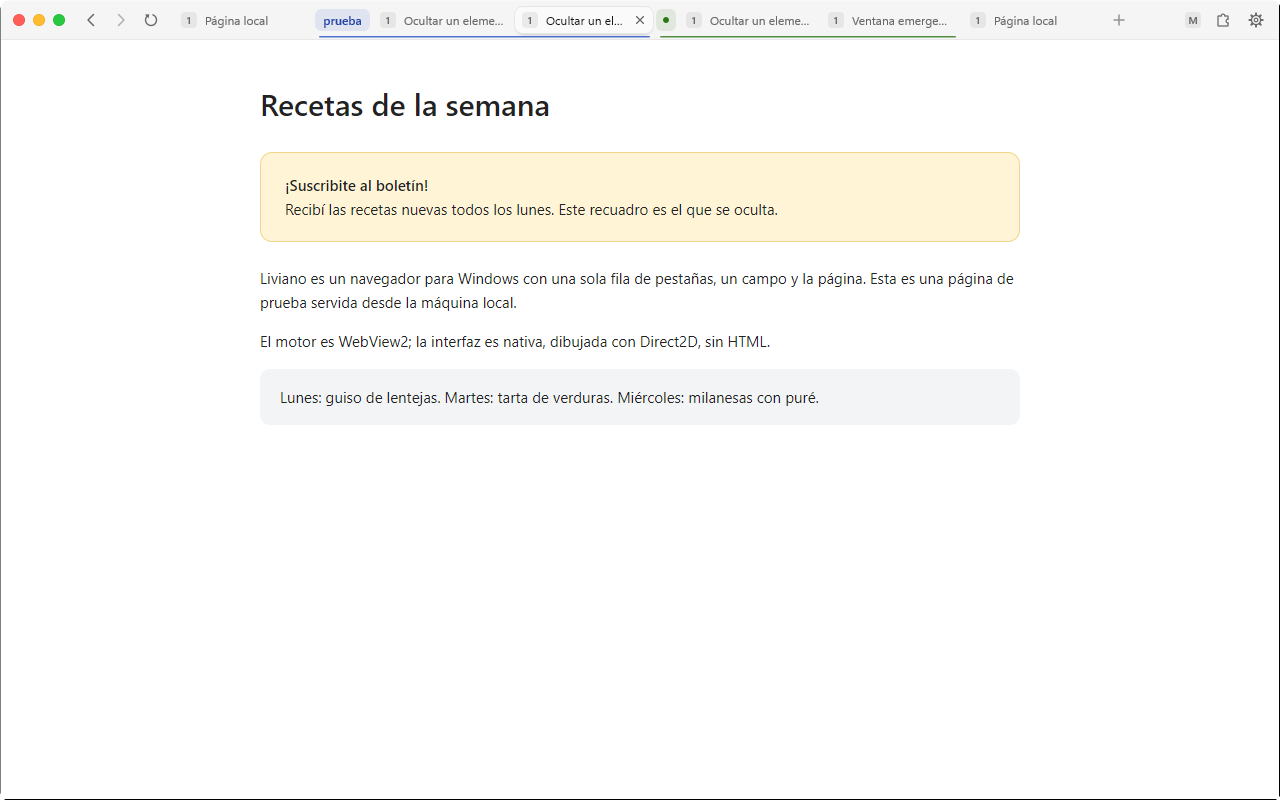 1 Página local prueba 1 Ocultar un eleme... 1 Ocultar un el... 1 Ocultar un eleme... 1 Ventana emerge... 1 Página local M
Recetas de la semana
¡Suscribite al boletín!
Recibí las recetas nuevas todos los lunes. Este recuadro es el que se oculta.
Liviano es un navegador para Windows con una sola fila de pestañas, un campo y la página. Esta es una página de
prueba servida desde la máquina local.
El motor es WebView2; la interfaz es nativa, dibujada con Direct2D, sin HTML.
Lunes: guiso de lentejas. Martes: tarta de verduras. Miércoles: milanesas con puré.